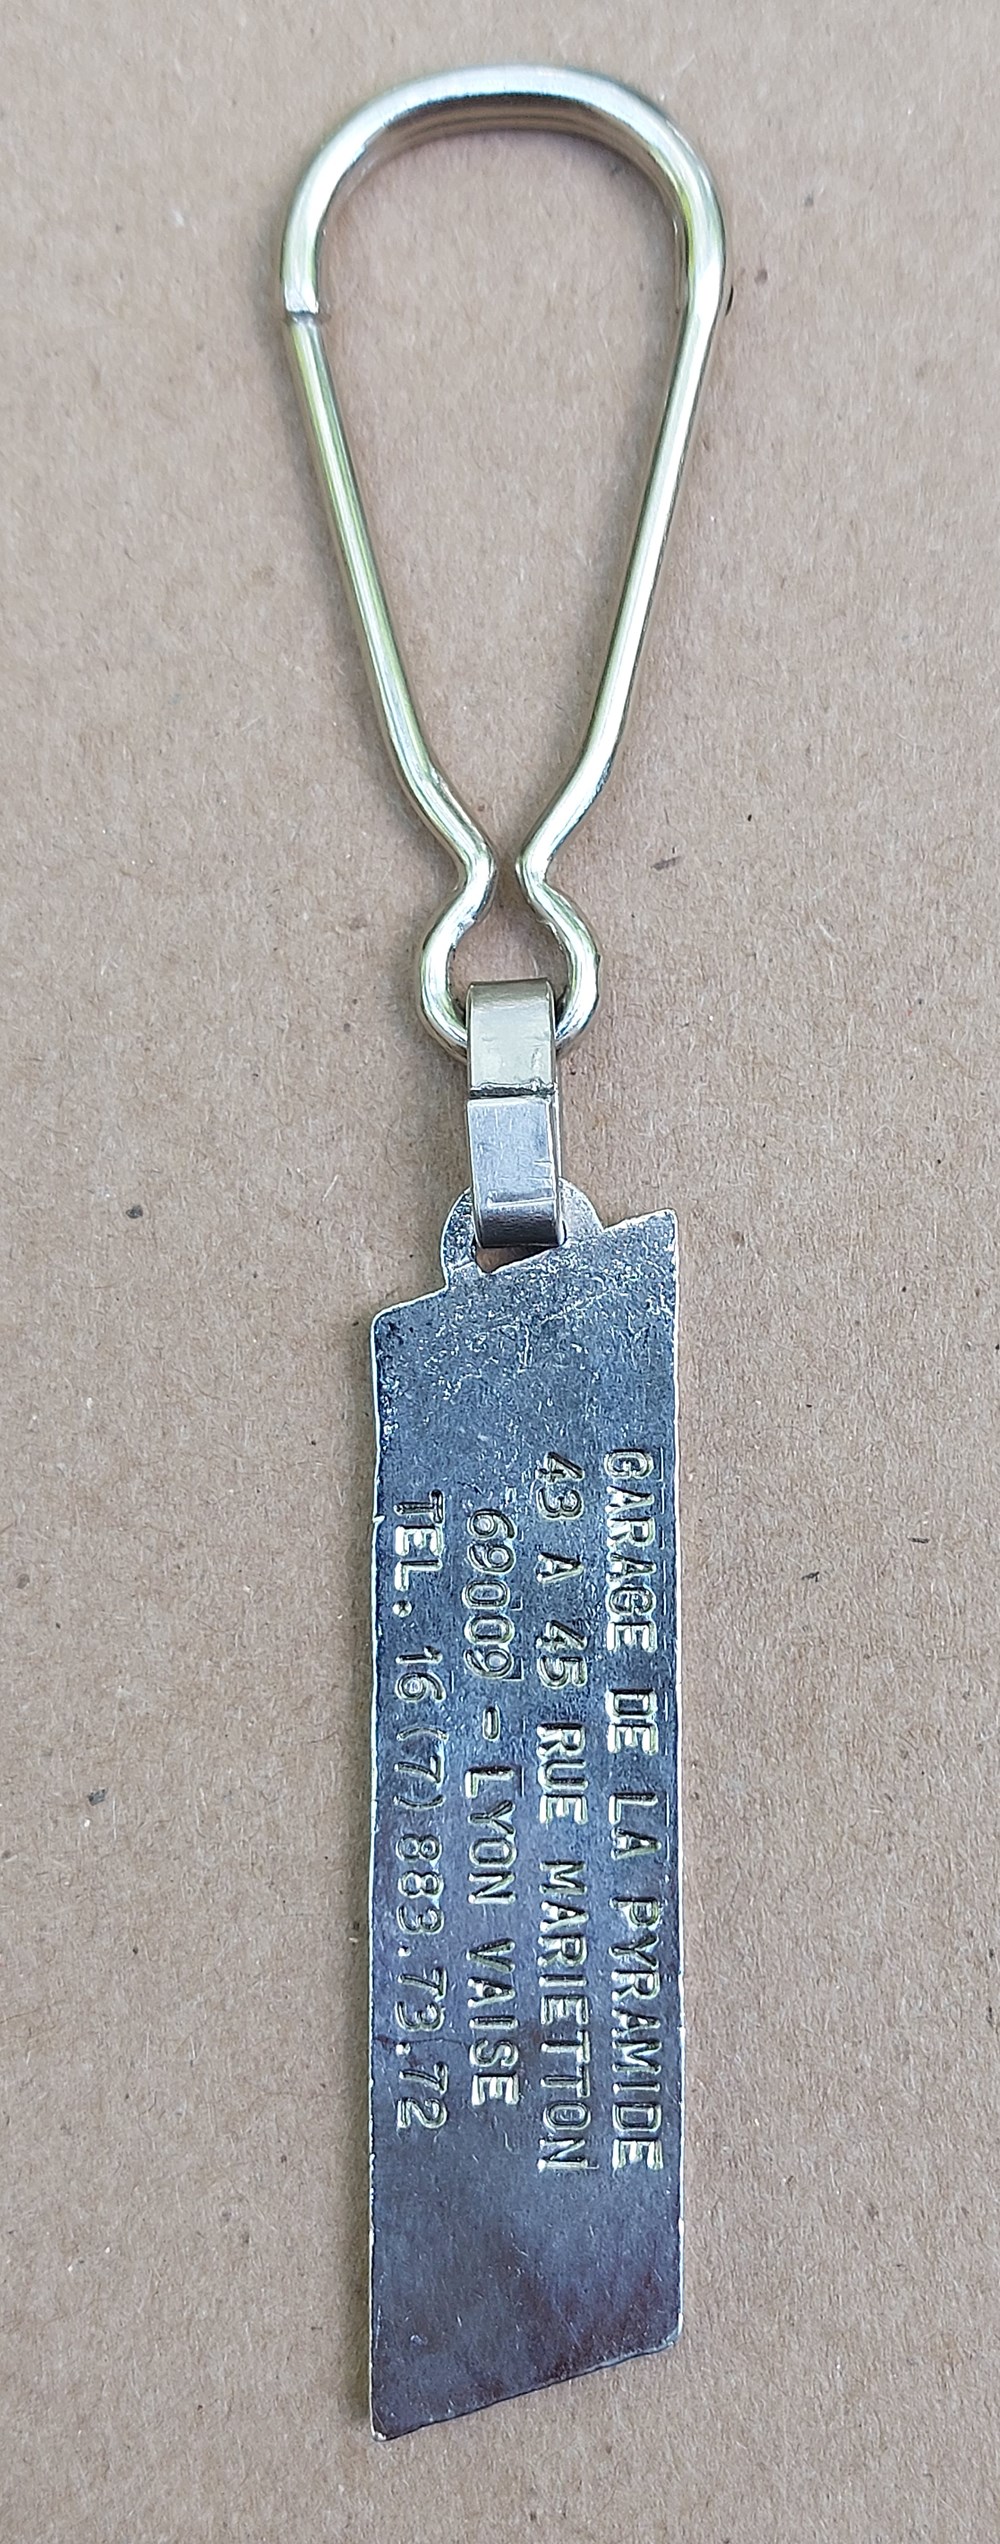 GARAGE DE LA PYRAMIDE
43 A 45 RUE MARIETTON
69009 - LYON VAISE
TEL. 16 (7) 883.73.72